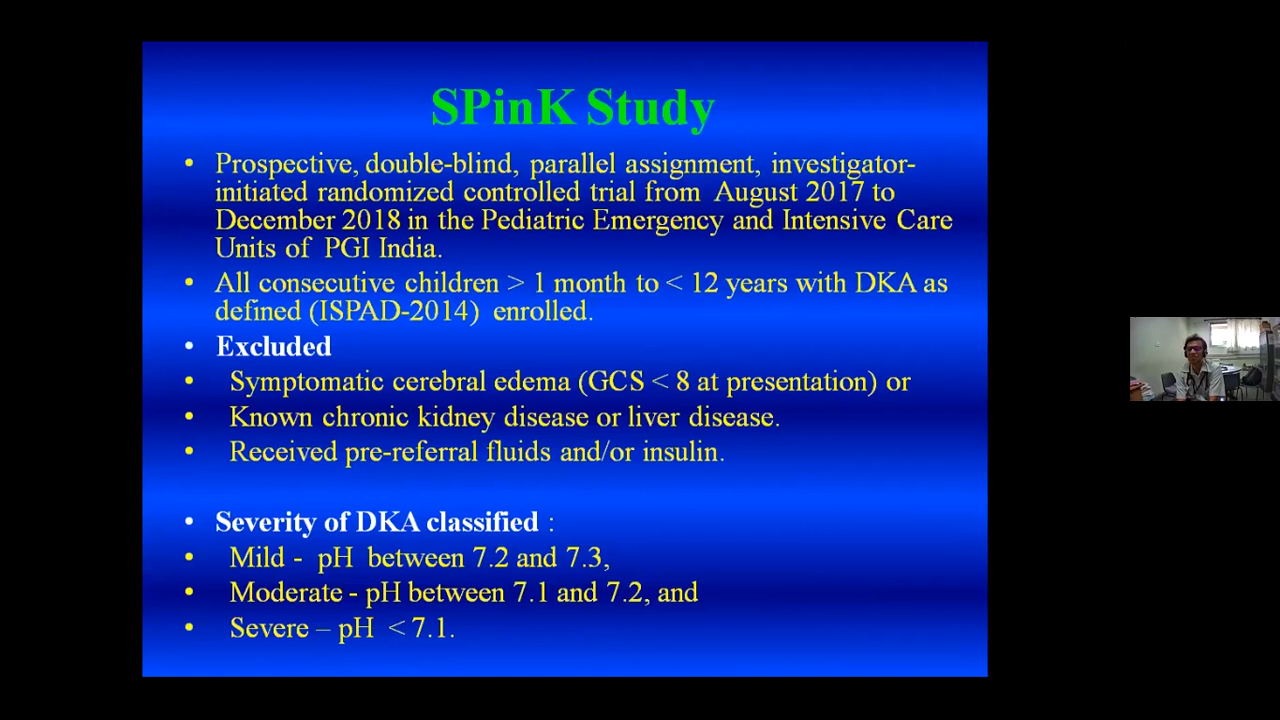 SPinK Study
• Prospective, double-blind, parallel assignment, investigator-
initiated randomized controlled trial from August 2017 to
December 2018 in the Pediatric Emergency and Intensive Care
Units of PGI India.
• All consecutive children > 1 month to < 12 years with DKA as
defined (ISPAD-2014) enrolled.
• Excluded
• Symptomatic cerebral edema (GCS < 8 at presentation) or
• Known chronic kidney disease or liver disease.
• Received pre-referral fluids and/or insulin.
• Severity of DKA classified :
• Mild - pH between 7.2 and 7.3,
• Moderate - pH between 7.1 and 7.2, and
• Severe – pH < 7.1.